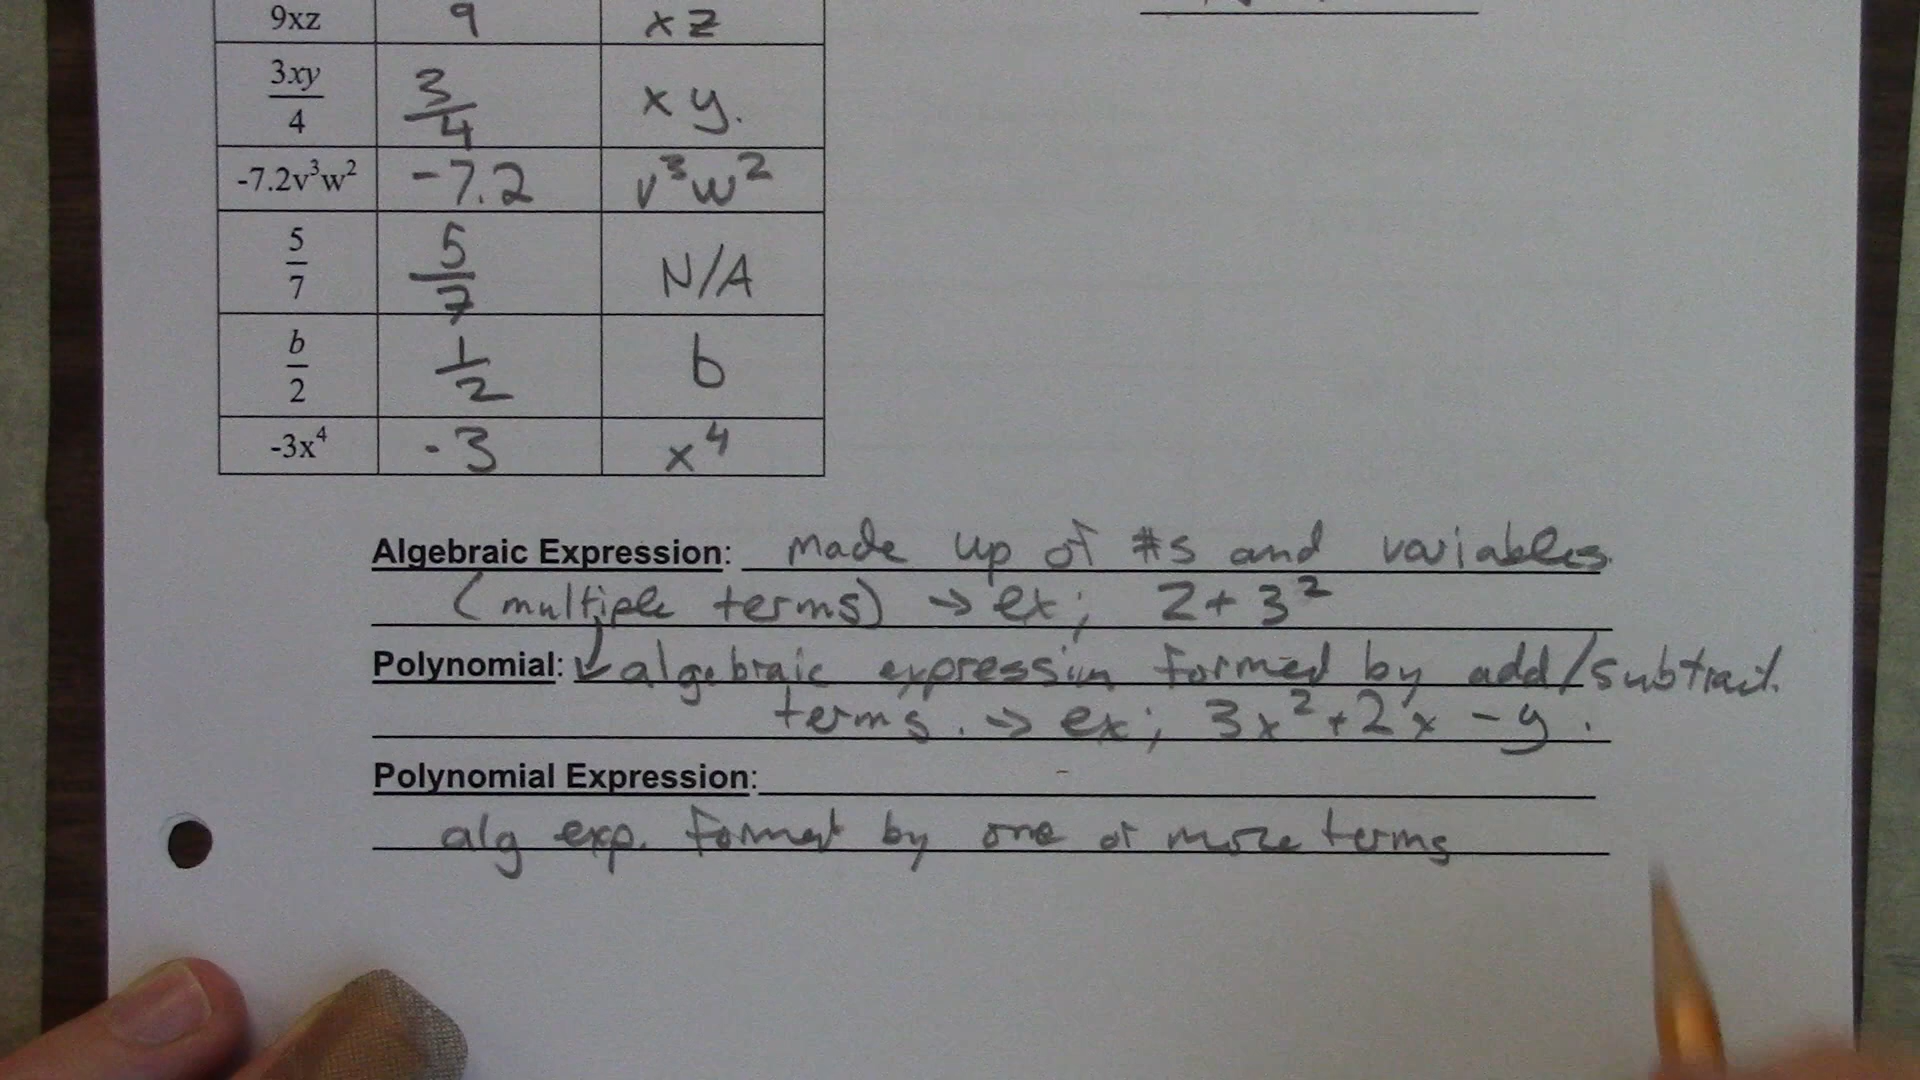 9xz 9 xz
3xy/4 3/4 xy.
-7.2v³w² -7.2 v³w²
5/7 5/7 N/A
b/2 1/2 b
-3x⁴ -3 x⁴
Algebraic Expression: made up of #s and variables.
(multiple terms) → ex; 2+3²
Polynomial: algebraic expression formed by add/subtract.
terms. → ex; 3x²+2x-y.
Polynomial Expression:
alg exp. formed by one or more terms